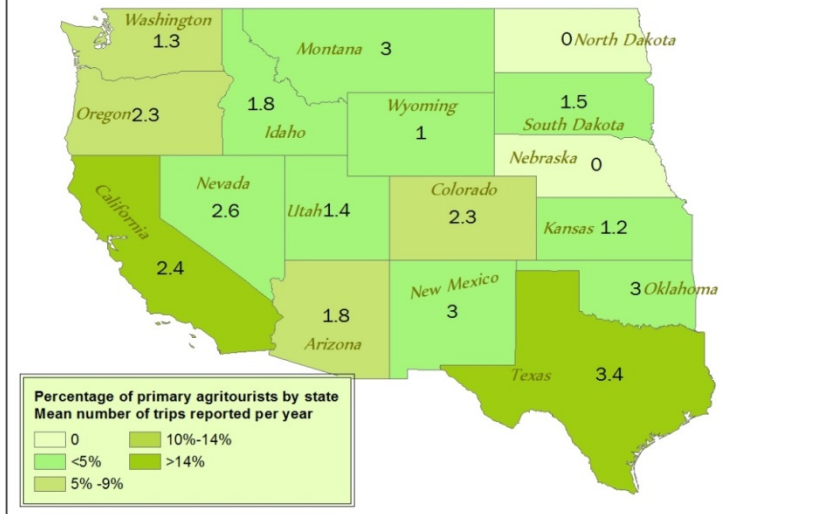 Washington
1.3
Montana 3
0 North Dakota
Oregon 2.3
1.8
Idaho
Wyoming
1
1.5
South Dakota
Nebraska 0
California
2.4
Nevada
2.6
Utah 1.4
Colorado
2.3
Kansas 1.2
1.8
Arizona
New Mexico
3
3 Oklahoma
Texas 3.4
Percentage of primary agritourists by state
Mean number of trips reported per year
0
10%-14%
<5%
>14%
5% -9%